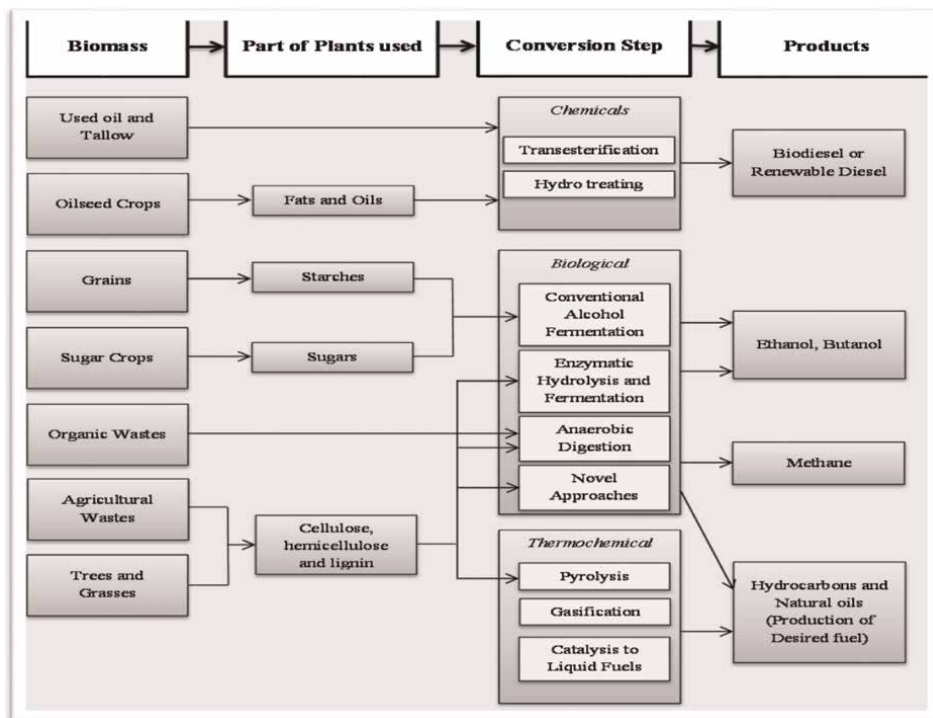 Biomass
Part of Plants used
Conversion Step
Products
Used oil and
Tallow
Oilseed Crops
Fats and Oils
Chemicals
Transesterification
Hydro treating
Biodiesel or
Renewable Diesel
Grains
Starches
Sugar Crops
Sugars
Biological
Conventional
Alcohol
Fermentation
Enzymatic
Hydrolysis and
Fermentation
Anaerobic
Digestion
Novel
Approaches
Ethanol, Butanol
Organic Wastes
Methane
Agricultural
Wastes
Trees and
Grasses
Cellulose,
hemicellulose
and lignin
Thermochemical
Pyrolysis
Gasification
Catalysis to
Liquid Fuels
Hydrocarbons and
Natural oils
(Production of
Desired fuel)